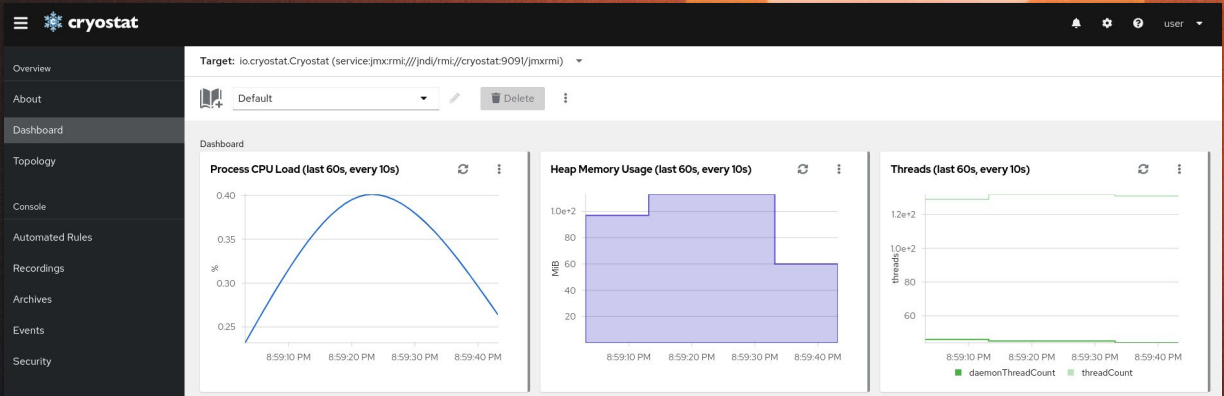 cryostat
user
Overview
About
Dashboard
Topology
Console
Automated Rules
Recordings
Archives
Events
Security
Target: io.cryostat.Cryostat (service:jmx:rmi:///jndi/rmi://cryostat:9091/jmxrmi)
Default
Delete
Dashboard
Process CPU Load (last 60s, every 10s)
0.40
0.35
%
0.30
0.25
8:59:10 PM 8:59:20 PM 8:59:30 PM 8:59:40 PM
Heap Memory Usage (last 60s, every 10s)
1.0e+2
80
MiB
60
40
20
8:59:10 PM 8:59:20 PM 8:59:30 PM 8:59:40 PM
Threads (last 60s, every 10s)
1.2e+2
1.0e+2
threads
80
60
8:59:10 PM 8:59:20 PM 8:59:30 PM 8:59:40 PM
daemonThreadCount threadCount